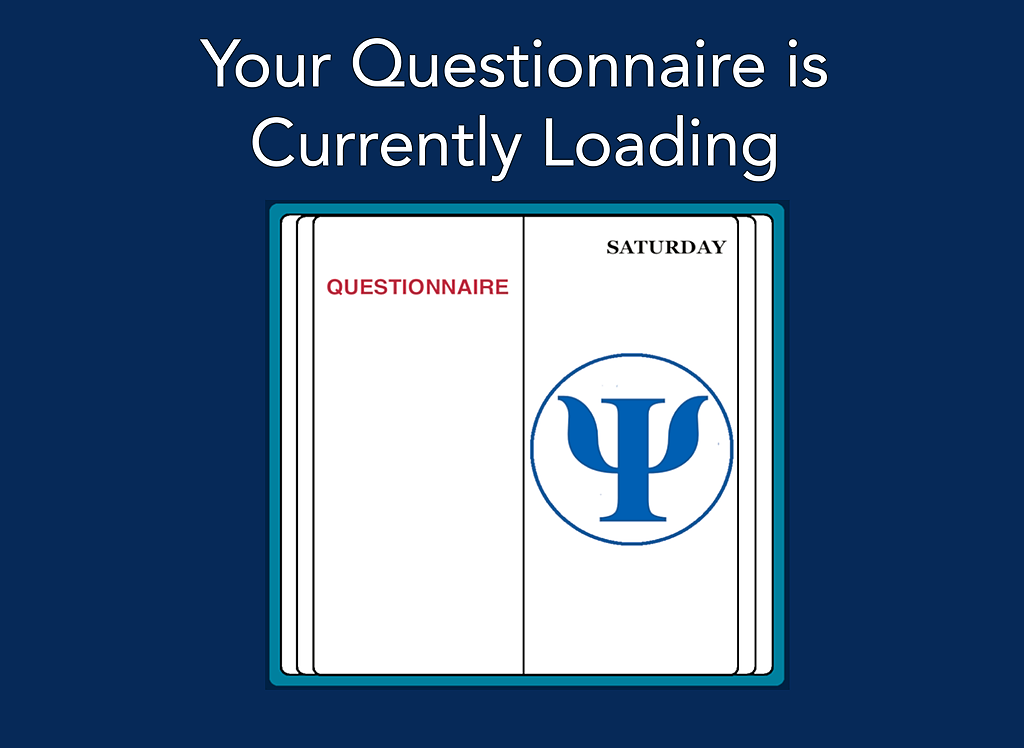 Your Questionnaire is
Currently Loading
QUESTIONNAIRE
SATURDAY
Ψ